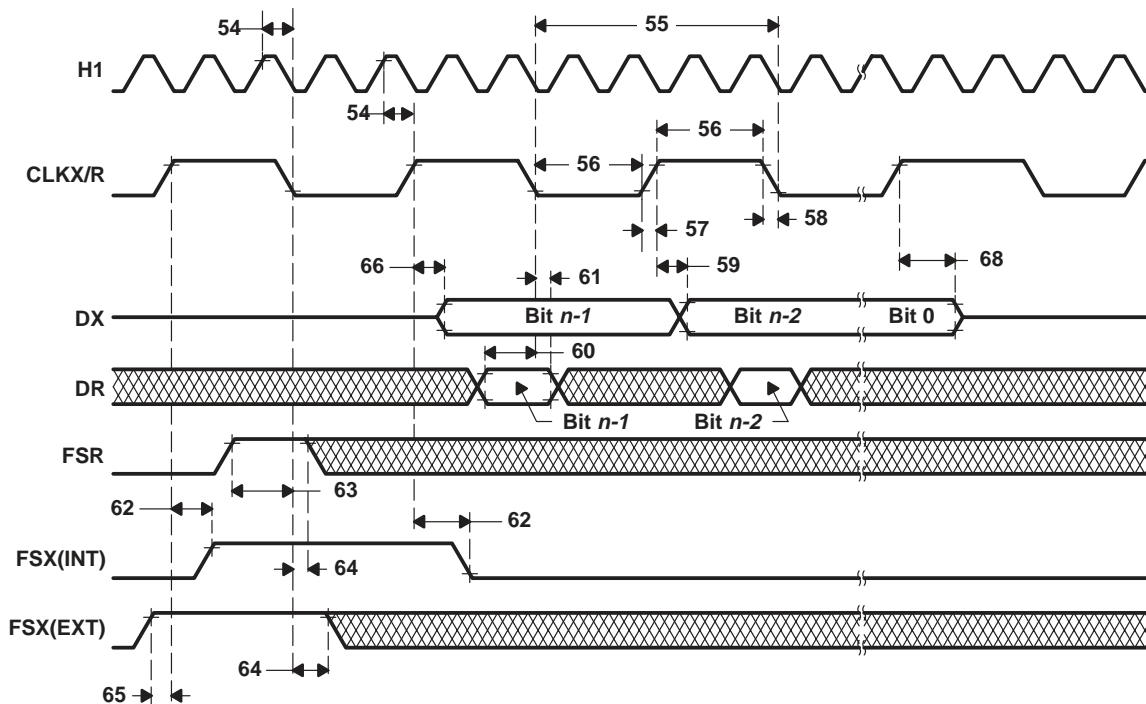 54
55
H1
54
56
56
CLKX/R
57
58
66
61
59
68
DX
Bit n-1
Bit n-2
Bit 0
60
DR
Bit n-1
Bit n-2
FSR
63
62
62
FSX(INT)
64
FSX(EXT)
64
65